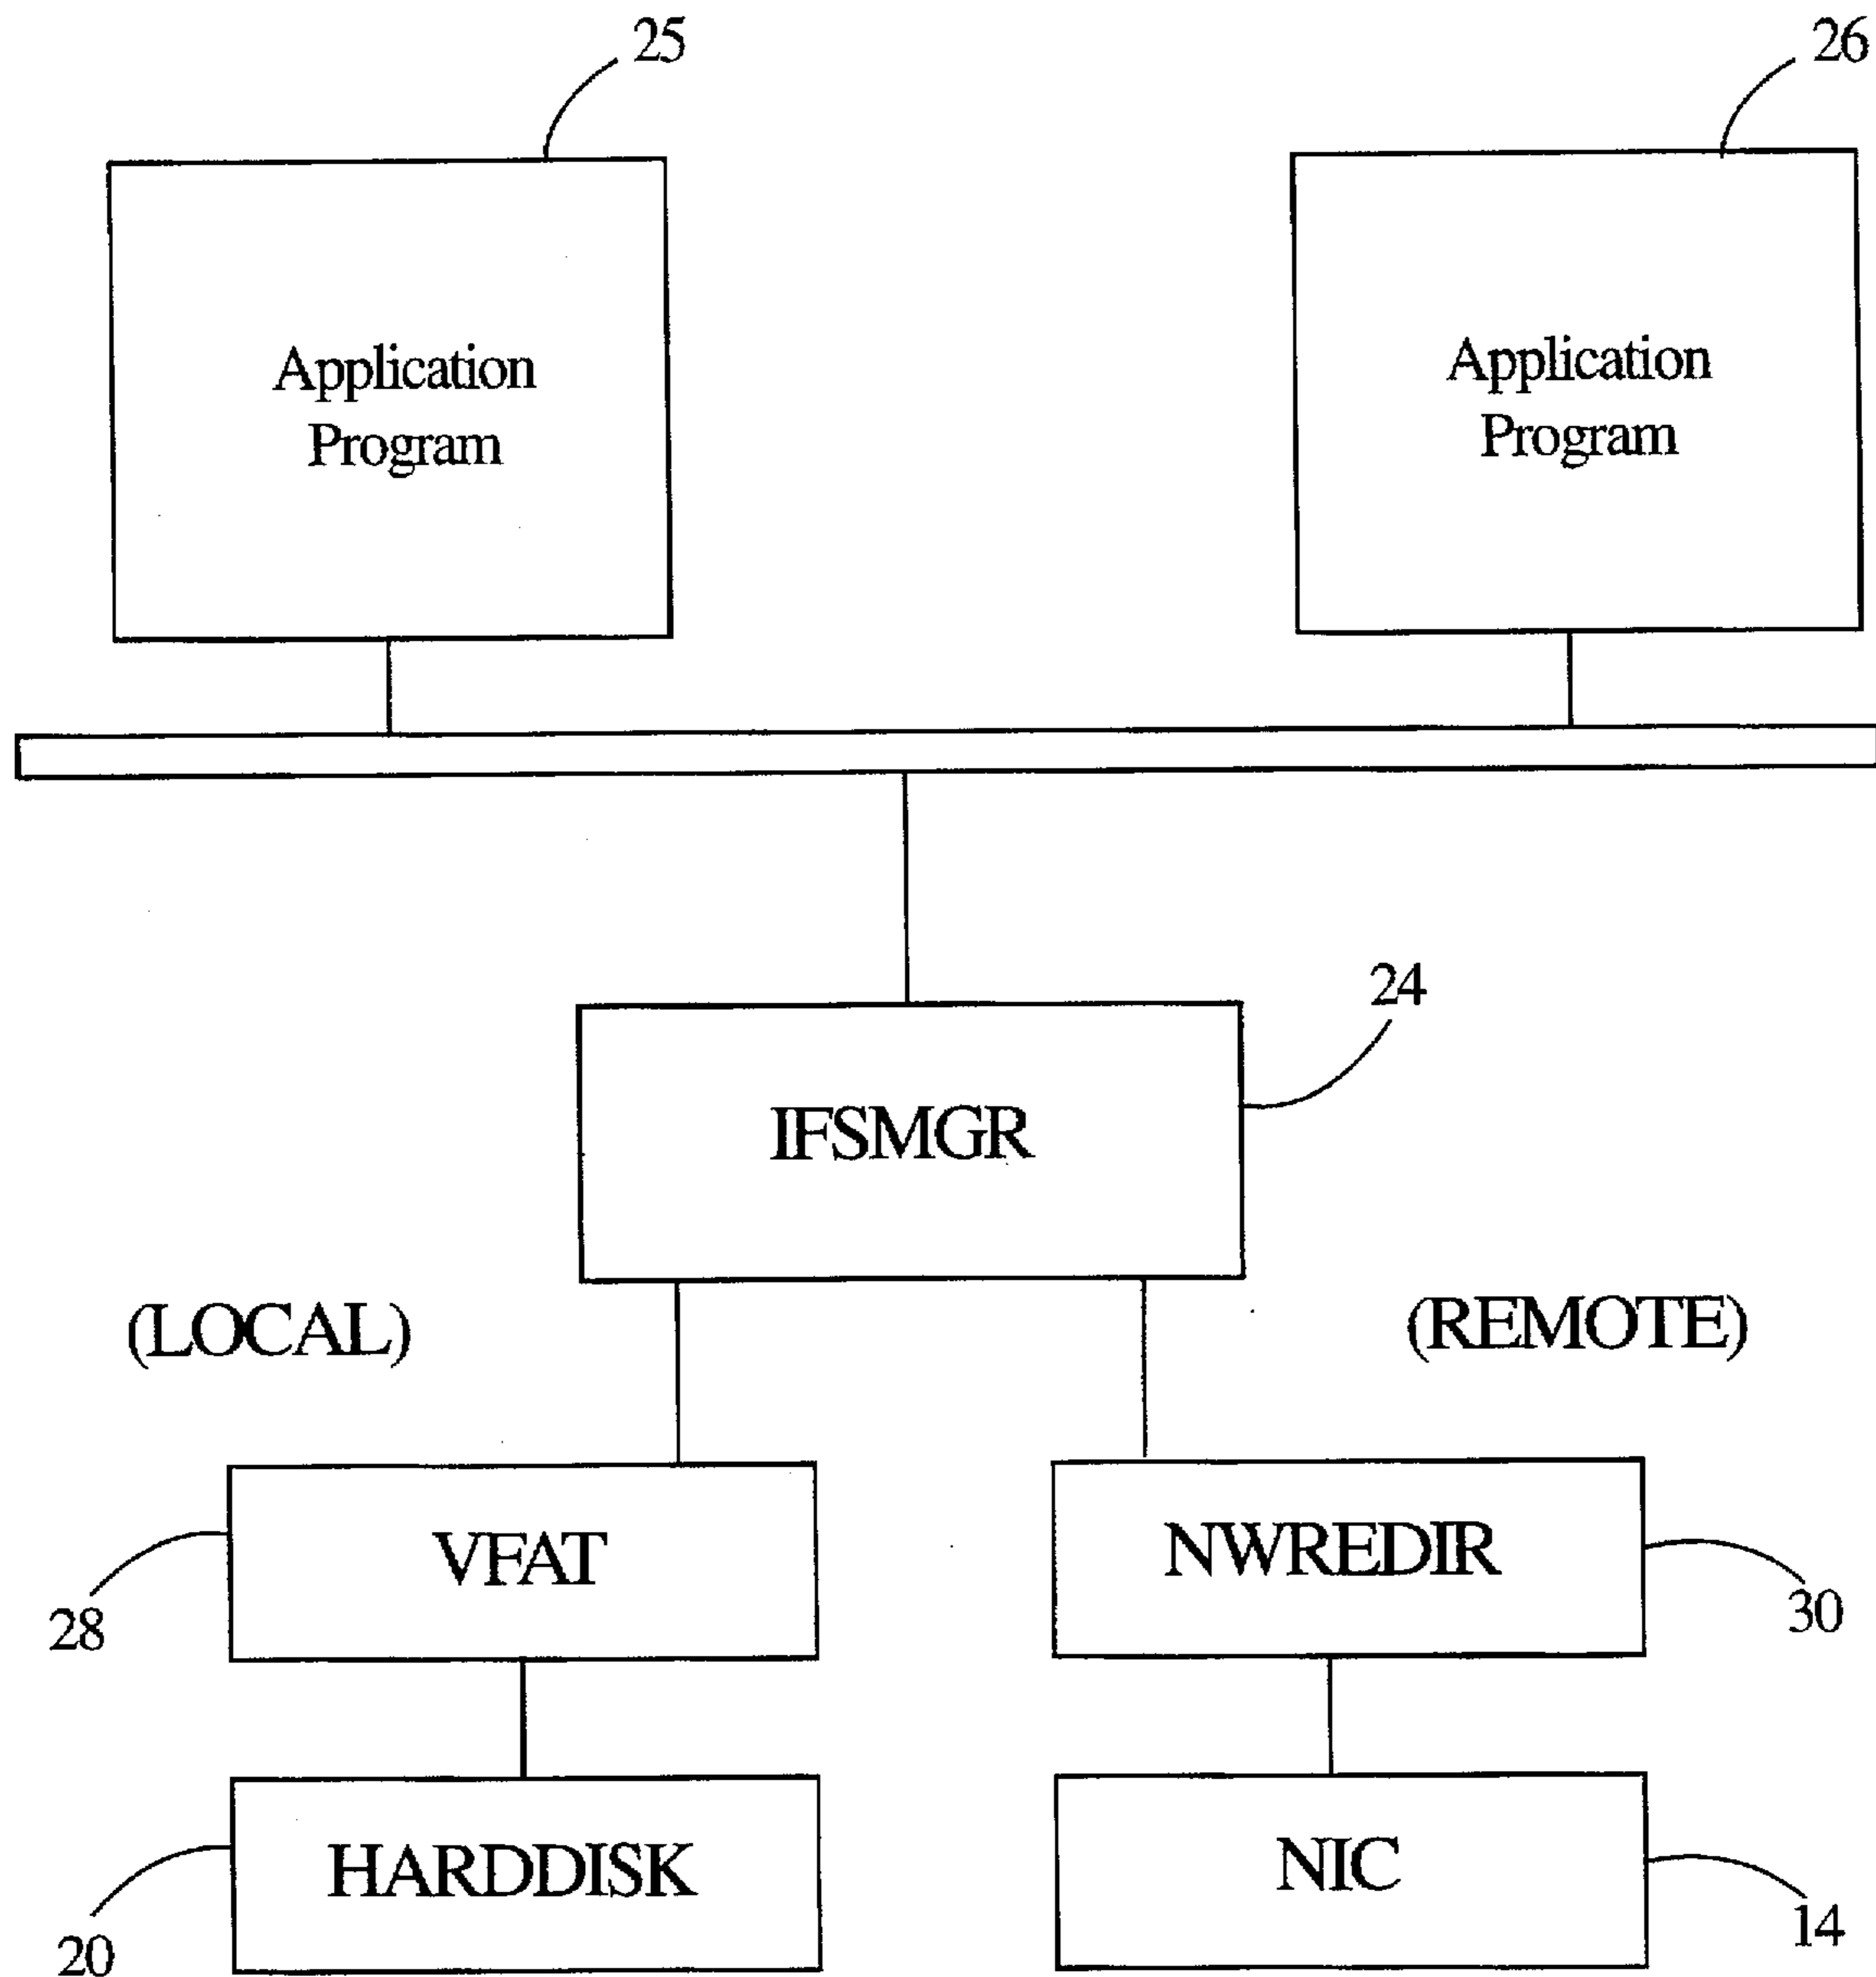 25
26
Application
Program
Application
Program
24
IFSMGR
(LOCAL)
(REMOTE)
VFAT
NWREDIR
28
30
HARDDISK
NIC
20
14